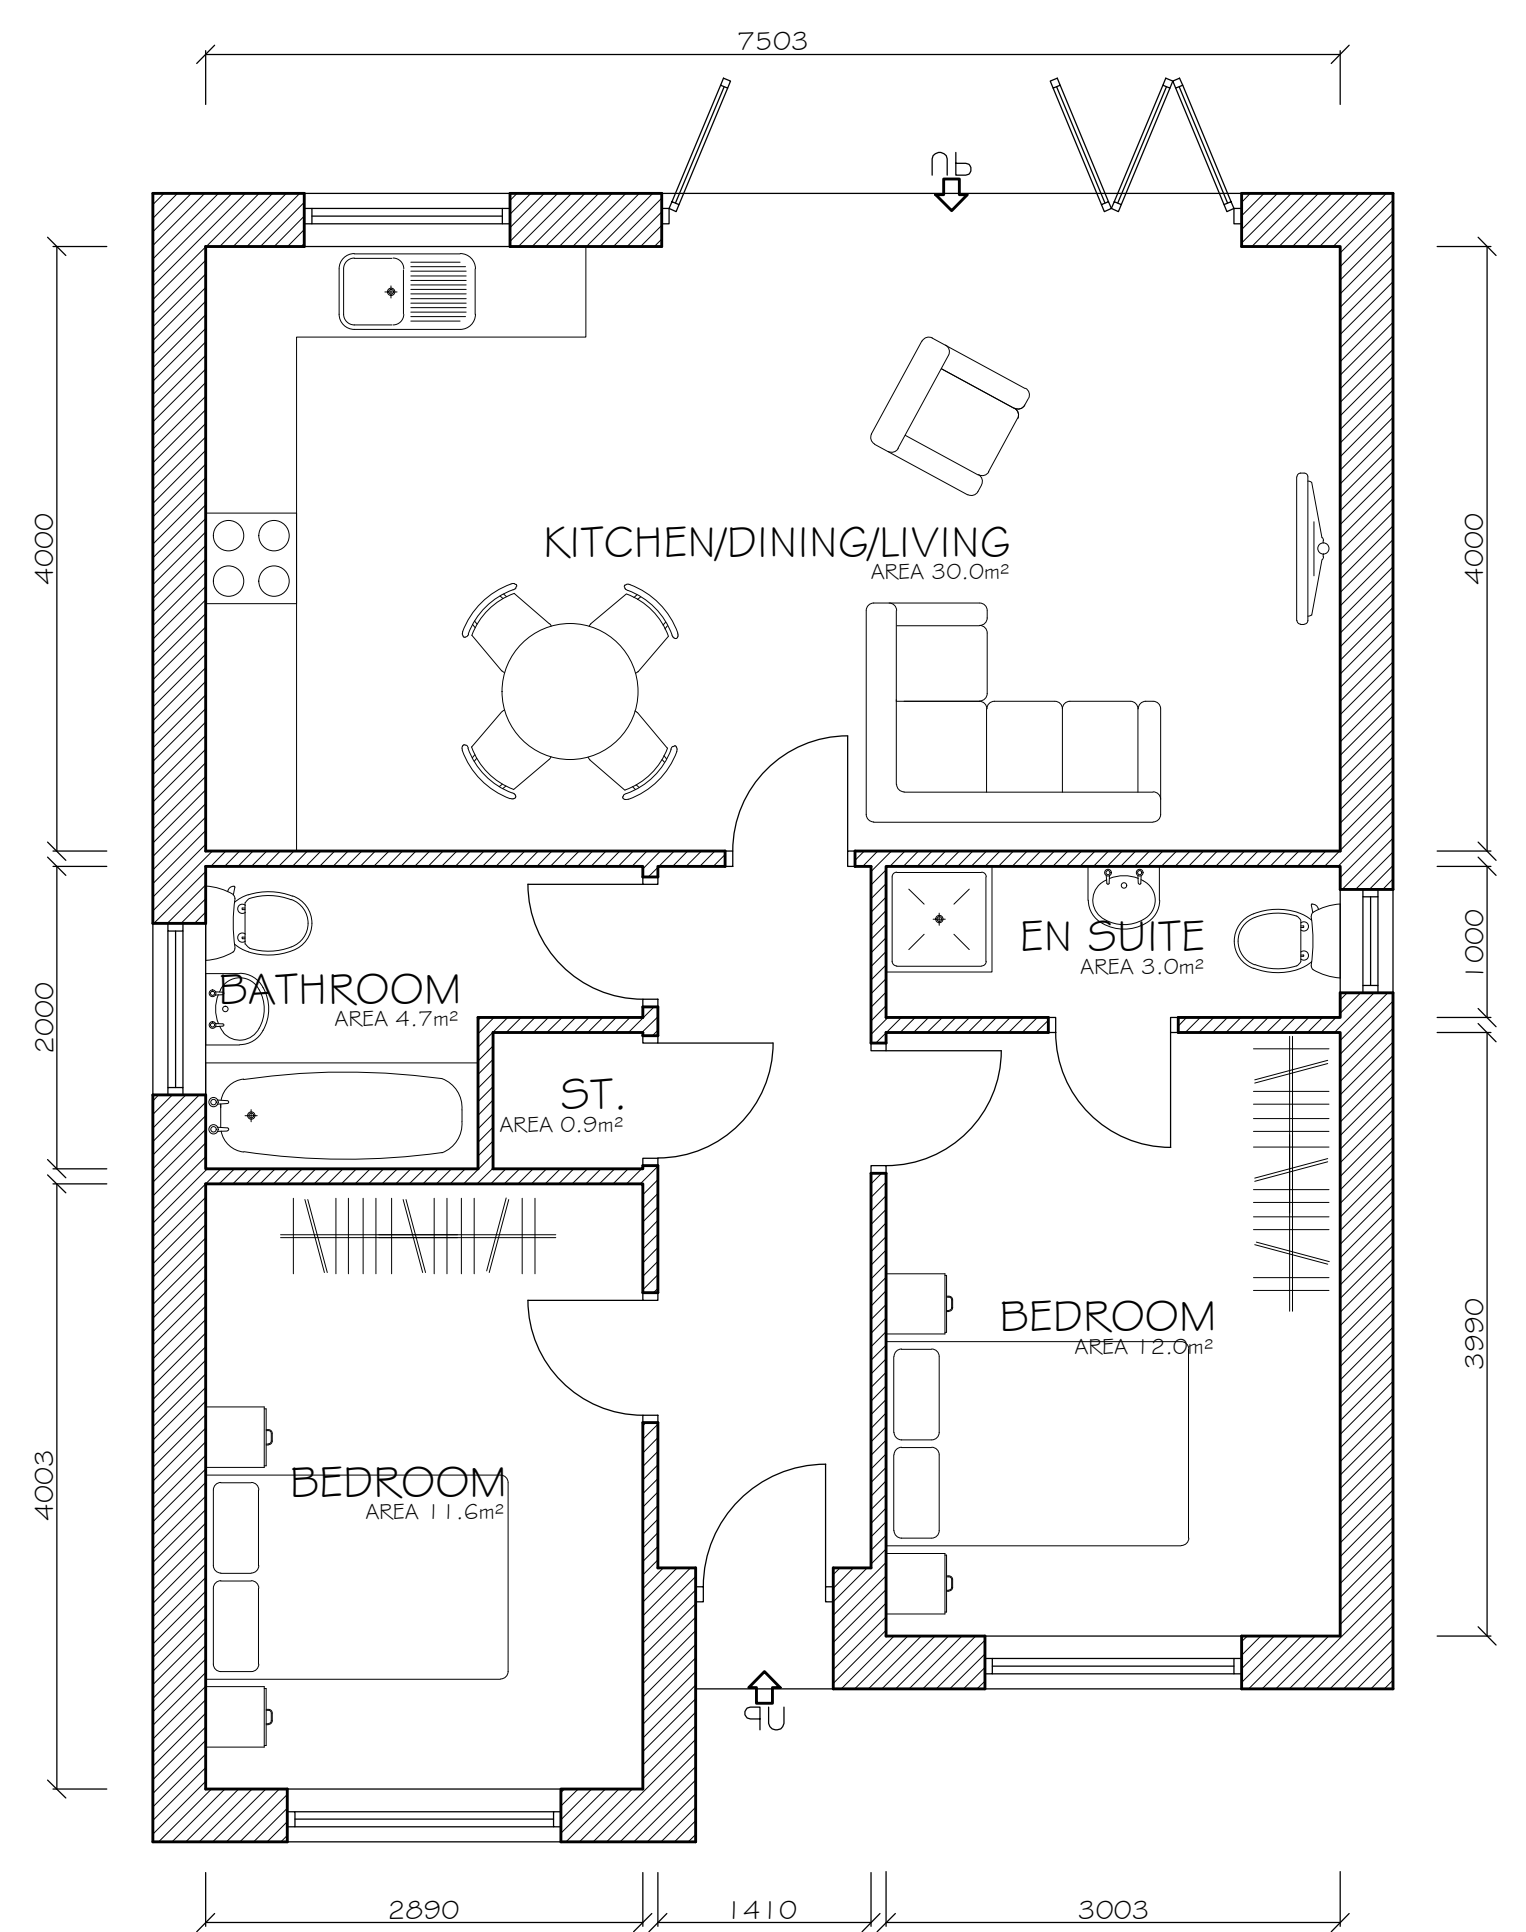 7503
UP
4000
4000
KITCHEN/DINING/LIVING
AREA 30.0m²
2000
BATHROOM
AREA 4.7m²
EN SUITE
AREA 3.0m²
1000
ST.
AREA 0.9m²
BEDROOM
AREA 12.0m²
3990
4003
BEDROOM
AREA 11.6m²
UP
2890
1410
3003